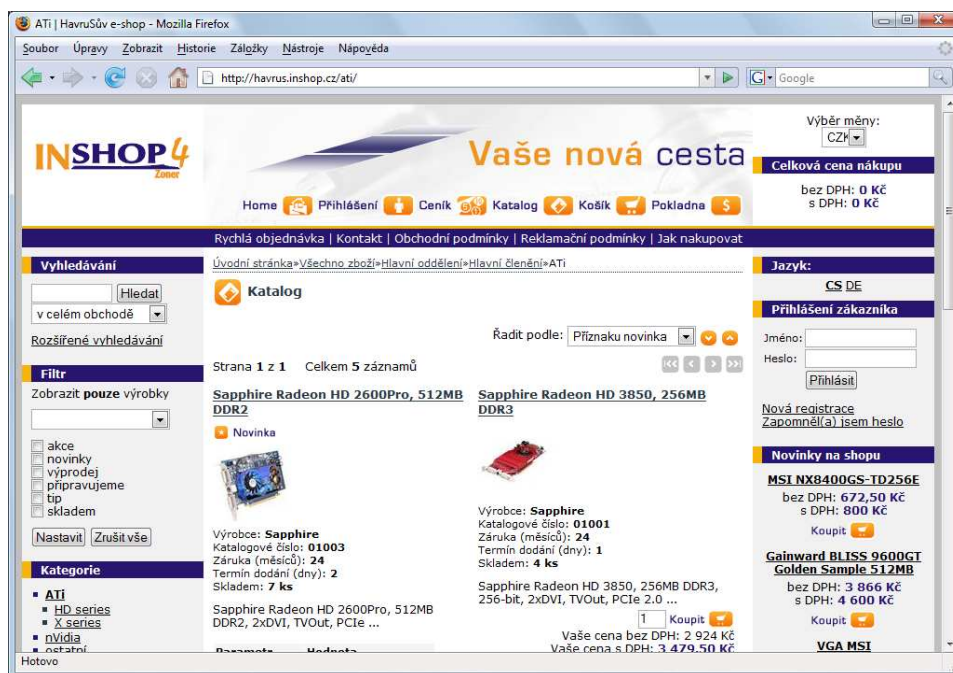 ATi | HavruSův e-shop - Mozilla Firefox
Soubor Úpravy Zobrazit Historie Záložky Nástroje Nápověda
http://havrus.inshop.cz/ati/
G Google
INSHOP 4
Zoner
Vaše nová cesta
Home Přihlášení Ceník Katalog Košík Pokladna
Výběr měny:
CZK
Celková cena nákupu
bez DPH: 0 Kč
s DPH: 0 Kč
Rychlá objednávka | Kontakt | Obchodní podmínky | Reklamační podmínky | Jak nakupovat
Vyhledávání
Hledat
v celém obchodě
Rozšířené vyhledávání
Filtr
Zobrazit pouze výrobky
akce
novinky
výprodej
připravujeme
tip
skladem
Nastavit Zrušit vše
Kategorie
ATi
HD series
X series
nVidia
ostatní
Úvodní stránka»Všechno zboží»Hlavní oddělení»Hlavní členění»ATi
Katalog
Řadit podle: Příznaku novinka
Strana 1 z 1 Celkem 5 záznamů
Sapphire Radeon HD 2600Pro, 512MB
DDR2
Novinka
Výrobce: Sapphire
Katalogové číslo: 01003
Záruka (měsíců): 24
Termín dodání (dny): 2
Skladem: 7 ks
Sapphire Radeon HD 2600Pro, 512MB
DDR2, 2xDVI, TVOut, PCIe ...
Parametr Hodnota
Sapphire Radeon HD 3850, 256MB
DDR3
Výrobce: Sapphire
Katalogové číslo: 01001
Záruka (měsíců): 24
Termín dodání (dny): 1
Skladem: 4 ks
Sapphire Radeon HD 3850, 256MB DDR3,
256-bit, 2xDVI, TVOut, PCIe 2.0 ...
1 Koupit
Vaše cena bez DPH: 2 924 Kč
Vaše cena s DPH: 3 479,50 Kč
Jazyk:
CS DE
Přihlášení zákazníka
Jméno:
Heslo:
Přihlásit
Nová registrace
Zapomněl(a) jsem heslo
Novinky na shopu
MSI NX8400GS-TD256E
bez DPH: 672,50 Kč
s DPH: 800 Kč
Koupit
Gainward BLISS 9600GT
Golden Sample 512MB
bez DPH: 3 866 Kč
s DPH: 4 600 Kč
Koupit
VGA MSI
Hotovo